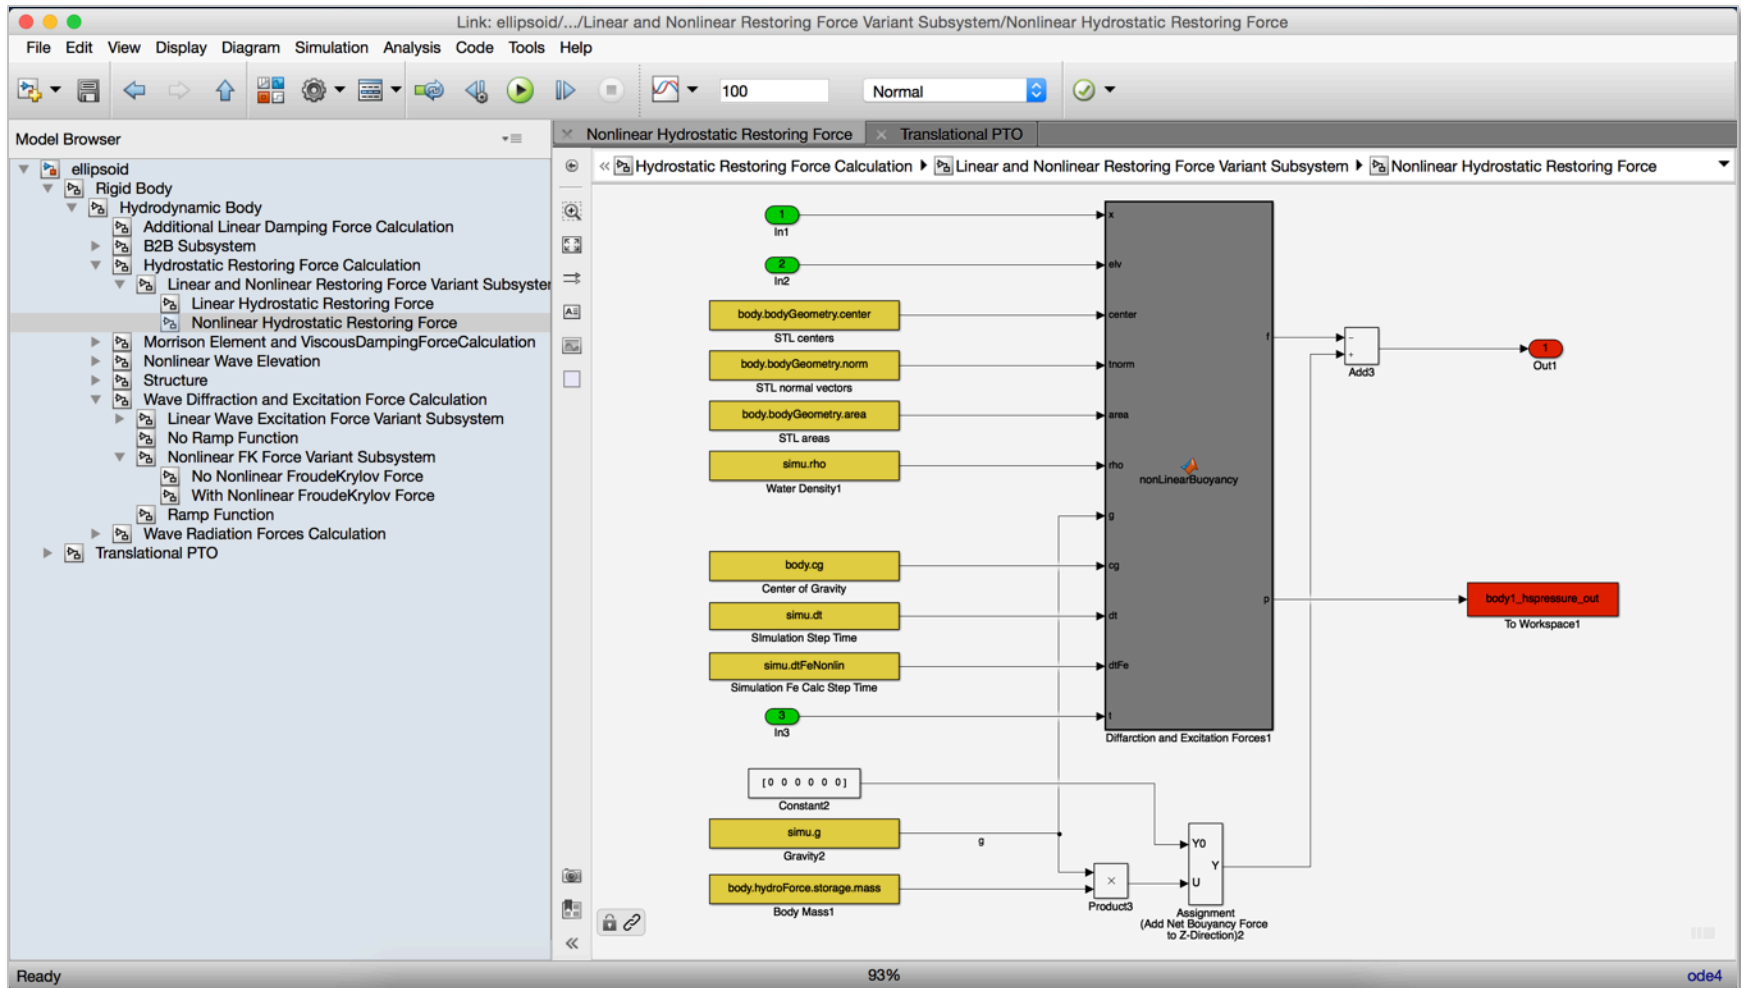 Link: ellipsoid/.../Linear and Nonlinear Restoring Force Variant Subsystem/Nonlinear Hydrostatic Restoring Force
File Edit View Display Diagram Simulation Analysis Code Tools Help
100
Normal
Model Browser
Nonlinear Hydrostatic Restoring Force
Translational PTO
Hydrostatic Restoring Force Calculation
Linear and Nonlinear Restoring Force Variant Subsystem
Nonlinear Hydrostatic Restoring Force
ellipsoid
Rigid Body
Hydrodynamic Body
Additional Linear Damping Force Calculation
B2B Subsystem
Hydrostatic Restoring Force Calculation
Linear and Nonlinear Restoring Force Variant Subsyster
Linear Hydrostatic Restoring Force
Nonlinear Hydrostatic Restoring Force
Morrison Element and ViscousDampingForceCalculation
Nonlinear Wave Elevation
Structure
Wave Diffraction and Excitation Force Calculation
Linear Wave Excitation Force Variant Subsystem
No Ramp Function
Nonlinear FK Force Variant Subsystem
No Nonlinear FroudeKrylov Force
With Nonlinear FroudeKrylov Force
Ramp Function
Wave Radiation Forces Calculation
Translational PTO
1
In1
x
2
In2
elv
body.bodyGeometry.center
STL centers
center
body.bodyGeometry.norm
STL normal vectors
tnorm
body.bodyGeometry.area
STL areas
area
simu.rho
Water Density1
rho
g
body.cg
Center of Gravity
cg
simu.dt
SImulation Step Time
dt
simu.dtFeNonlin
Simulation Fe Calc Step Time
dtFe
3
In3
t
nonLinearBuoyancy
f
p
Diffarction and Excitation Forces1
Add3
1
Out1
body1_hspressure_out
To Workspace1
[0 0 0 0 0 0]
Constant2
simu.g
Gravity2
g
body.hydroForce.storage.mass
Body Mass1
×
Product3
Y0
U
Y
Assignment
(Add Net Bouyancy Force
to Z-Direction)2
Ready
93%
ode4